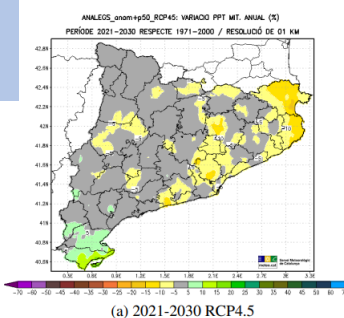 ANALEGS_anom+p50_RCP45: VARIACIO PPT MIT. ANUAL (%)
PERÍODE 2021-2030 RESPECTE 1971-2000 / RESOLUCIÓ DE 01 KM
42.8N
42.6N
42.4N
42.2N
42N
41.8N
41.6N
41.4N
41.2N
41N
40.8N
40.6N
-10
-5
5
0.3E 0.6E 0.9E 1.2E 1.5E 1.8E 2.1E 2.4E 2.7E 3E 3.3E
Servei Meteorològic
de Catalunya
-70 -60 -50 -45 -40 -35 -30 -25 -20 -15 -10 -5 5 10 15 20 25 30 35 40 45 50 60
(a) 2021-2030 RCP4.5